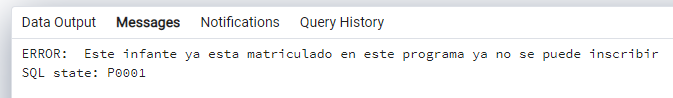 Data Output Messages Notifications Query History
ERROR:  Este infante ya esta matriculado en este programa ya no se puede inscribir
SQL state: P0001